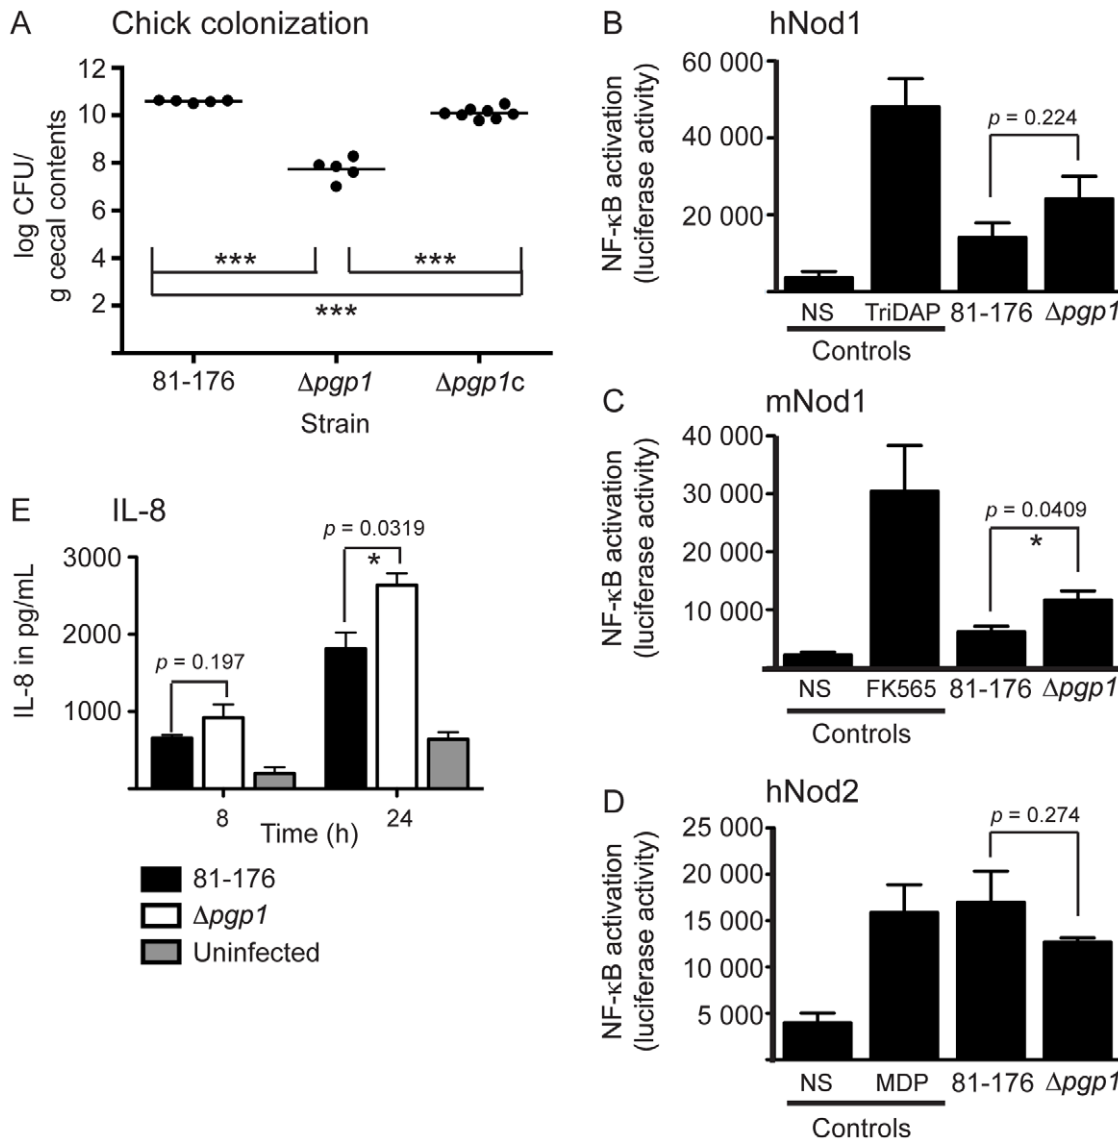 A Chick colonization
log CFU/
g cecal contents
12
10
8
6
4
2
***
***
***
81-176
Δpgp1
Δpgp1c
Strain
B hNod1
NF-κB activation
(luciferase activity)
60 000
40 000
20 000
p = 0.224
NS
TriDAP
81-176
Δpgp1
Controls
C mNod1
NF-κB activation
(luciferase activity)
40 000
30 000
20 000
10 000
p = 0.0409
*
NS
FK565
81-176
Δpgp1
Controls
D hNod2
NF-κB activation
(luciferase activity)
25 000
20 000
15 000
10 000
5 000
p = 0.274
NS
MDP
81-176
Δpgp1
Controls
E IL-8
IL-8 in pg/mL
3000
2000
1000
p = 0.197
p = 0.0319
*
8
24
Time (h)
81-176
Δpgp1
Uninfected